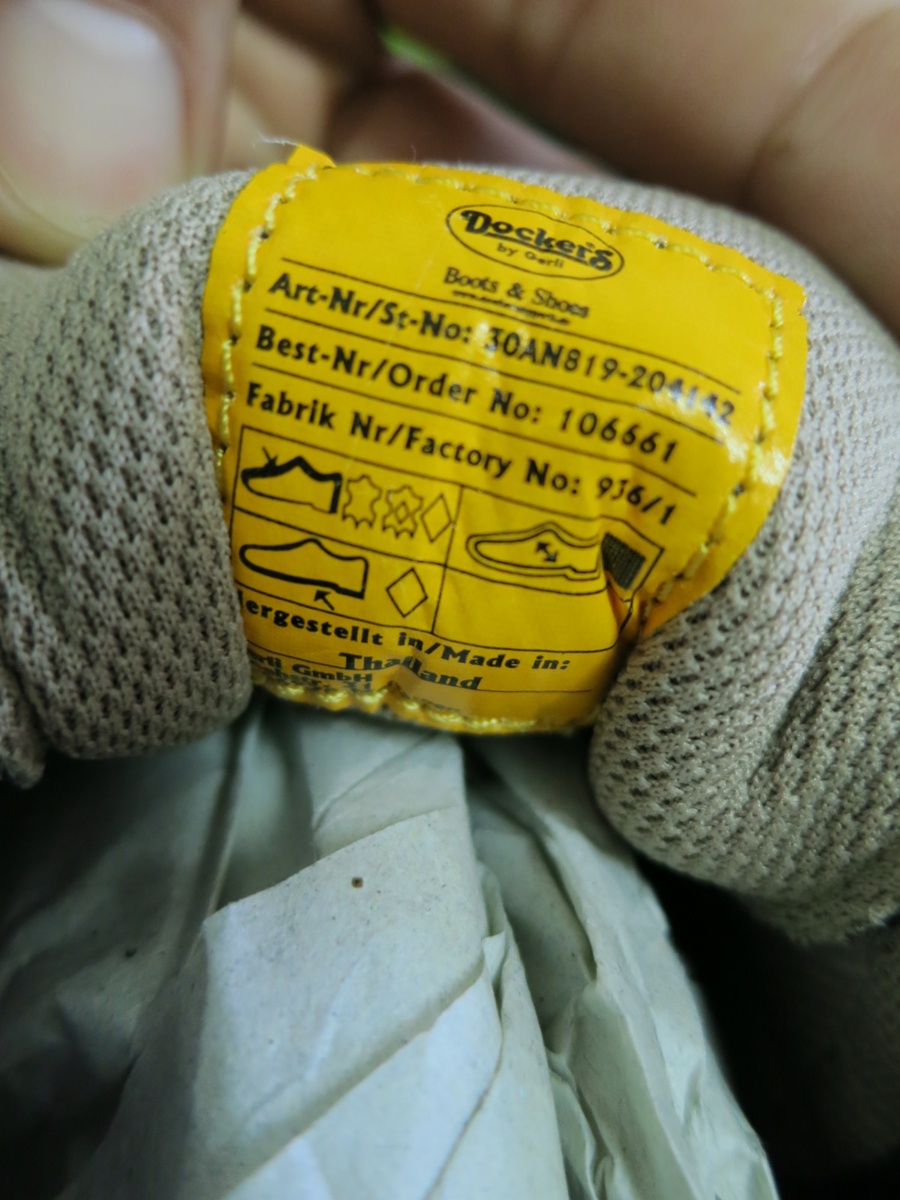 Dockers
by Gerli
Boots & Shoes
Art-Nr/St-No: 30AN819-204142
Best-Nr/Order No: 106661
Fabrik Nr/Factory No: 936/1
ergestellt in/Made in:
Thailand
GmbH